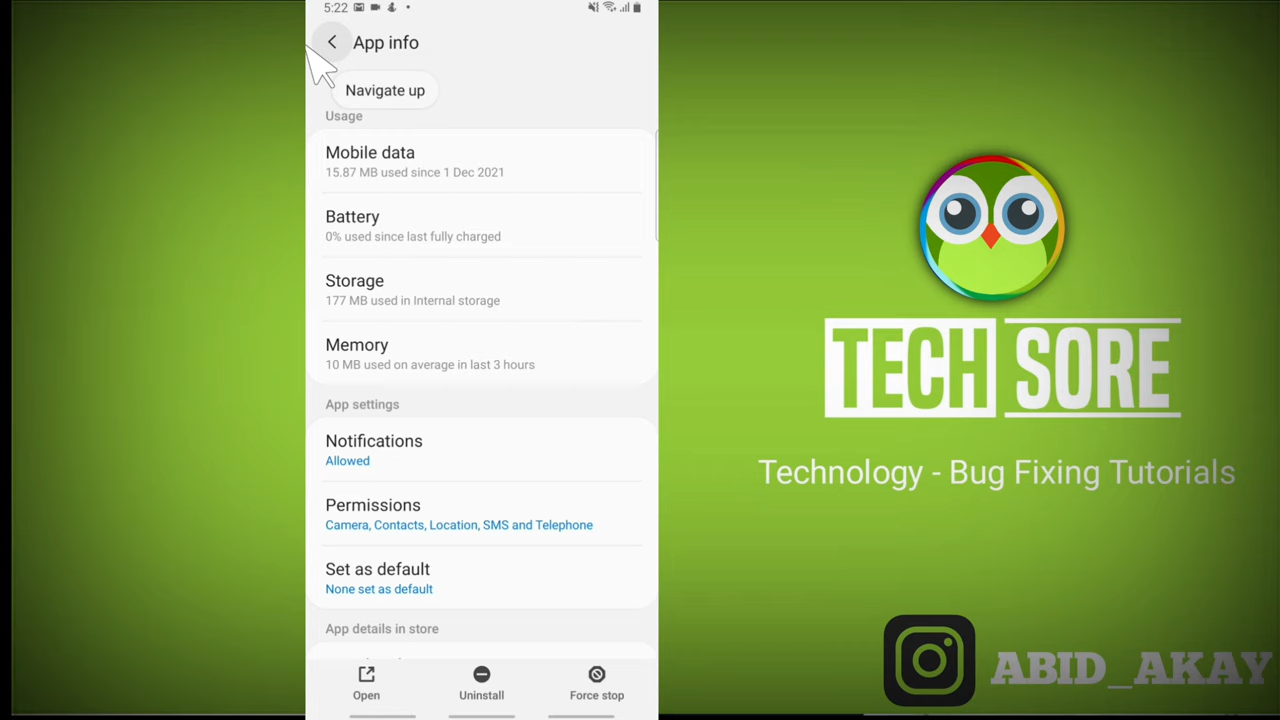 5:22
App info
Navigate up
Usage
Mobile data
15.87 MB used since 1 Dec 2021
Battery
0% used since last fully charged
Storage
177 MB used in Internal storage
Memory
10 MB used on average in last 3 hours
App settings
Notifications
Allowed
Permissions
Camera, Contacts, Location, SMS and Telephone
Set as default
None set as default
App details in store
Open
Uninstall
Force stop
TECH SORE
Technology - Bug Fixing Tutorials
ABID_AKAY